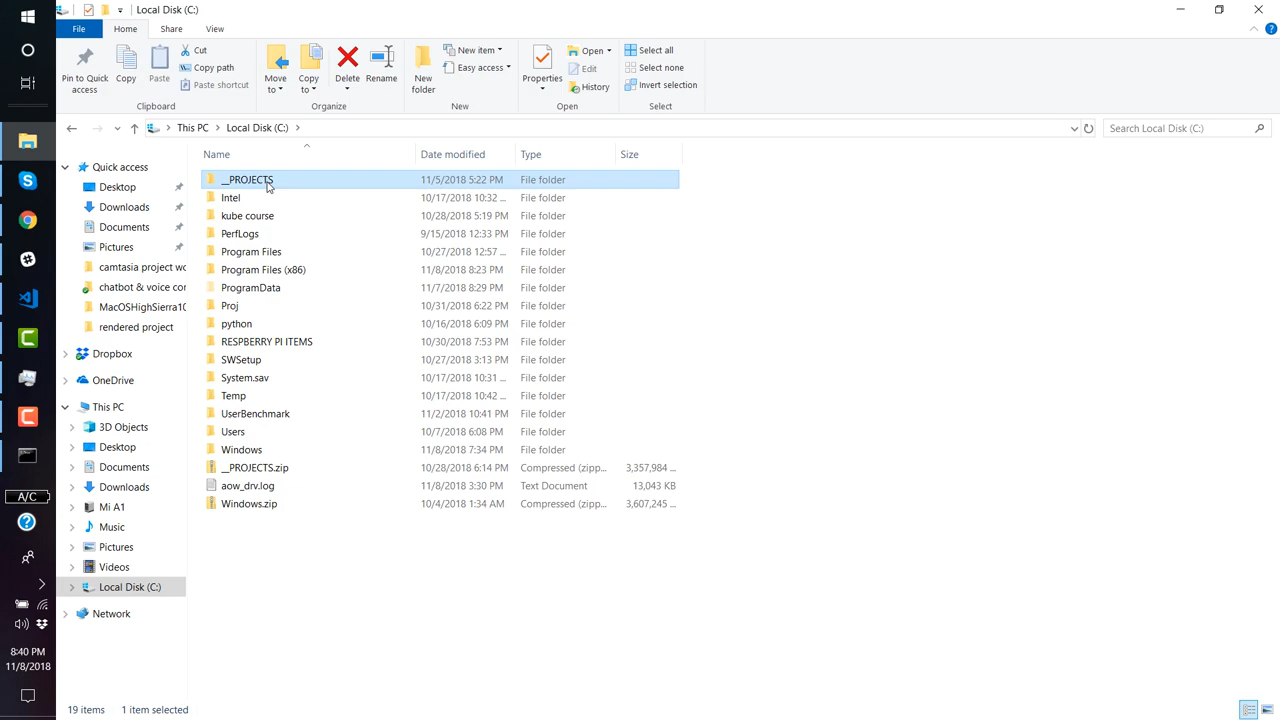 Local Disk (C:)
File Home Share View
Pin to Quick access
Copy
Paste
Cut
Copy path
Paste shortcut
Clipboard
Move to
Copy to
Delete
Rename
Organize
New folder
New item
Easy access
New
Properties
Open
Edit
History
Open
Select all
Select none
Invert selection
Select
This PC Local Disk (C:)
Search Local Disk (C:)
Quick access
Desktop
Downloads
Documents
Pictures
camtasia project wo
chatbot & voice cor
MacOSHighSierra10
rendered project
Dropbox
OneDrive
This PC
3D Objects
Desktop
Documents
Downloads
Mi A1
Music
Pictures
Videos
Local Disk (C:)
Network
Name Date modified Type Size
__PROJECTS 11/5/2018 5:22 PM File folder
Intel 10/17/2018 10:32 ... File folder
kube course 10/28/2018 5:19 PM File folder
PerfLogs 9/15/2018 12:33 PM File folder
Program Files 10/27/2018 12:57 ... File folder
Program Files (x86) 11/8/2018 8:23 PM File folder
ProgramData 11/7/2018 8:29 PM File folder
Proj 10/31/2018 6:22 PM File folder
python 10/16/2018 6:09 PM File folder
RESPBERRY PI ITEMS 10/30/2018 7:53 PM File folder
SWSetup 10/27/2018 3:13 PM File folder
System.sav 10/17/2018 10:31 ... File folder
Temp 10/17/2018 10:42 ... File folder
UserBenchmark 11/2/2018 10:41 PM File folder
Users 10/7/2018 6:08 PM File folder
Windows 11/8/2018 7:34 PM File folder
__PROJECTS.zip 10/28/2018 6:14 PM Compressed (zipp... 3,357,984 ...
aow_drv.log 11/8/2018 3:30 PM Text Document 13,043 KB
Windows.zip 10/4/2018 1:34 AM Compressed (zipp... 3,607,245 ...
A/C
8:40 PM
11/8/2018
19 items 1 item selected